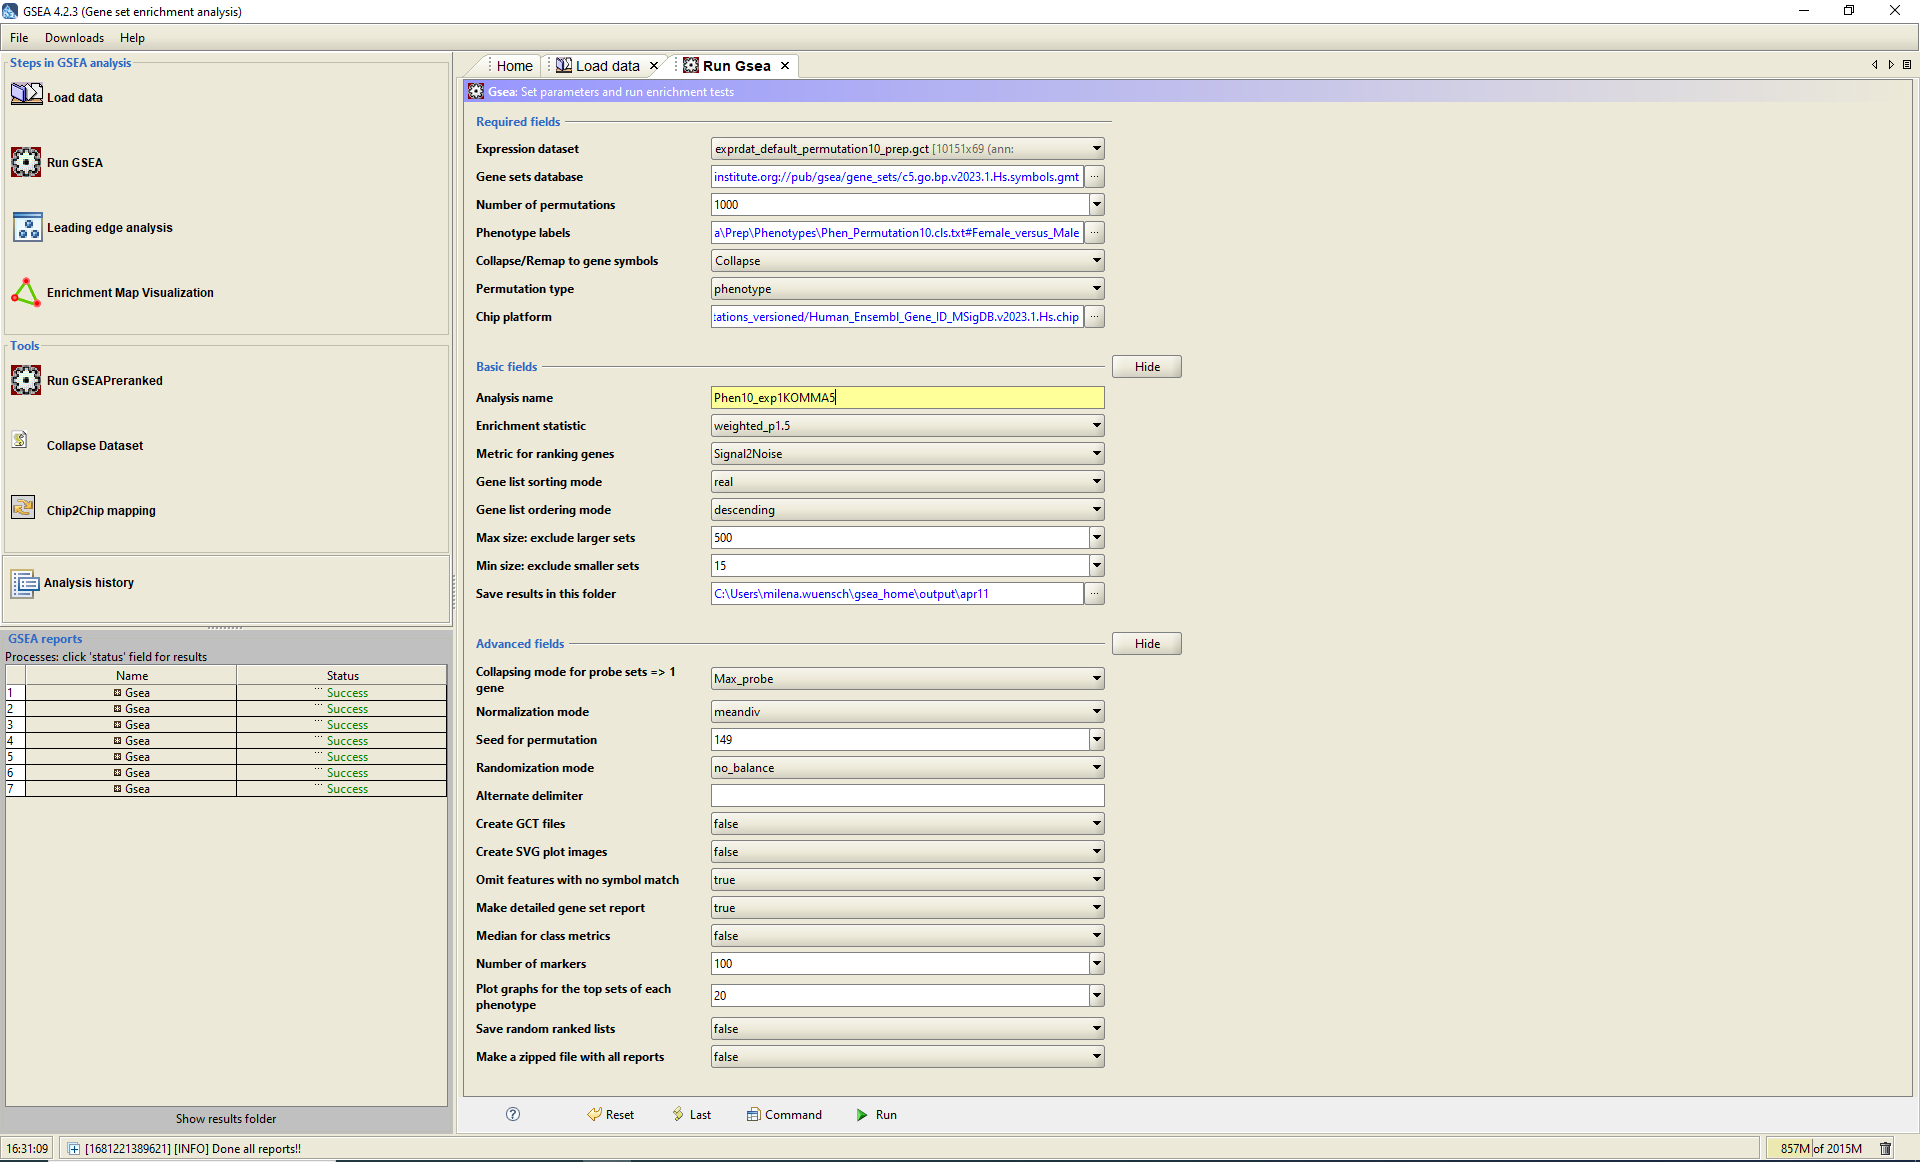 GSEA 4.2.3 (Gene set enrichment analysis)
File Downloads Help
Steps in GSEA analysis
Load data
Run GSEA
Leading edge analysis
Enrichment Map Visualization
Tools
Run GSEAPreranked
Collapse Dataset
Chip2Chip mapping
Analysis history
GSEA reports
Processes: click 'status' field for results
Name Status
1 Gsea ... Success
2 Gsea ... Success
3 Gsea ... Success
4 Gsea ... Success
5 Gsea ... Success
6 Gsea ... Success
7 Gsea ... Success
Show results folder
Home Load data Run Gsea
Gsea: Set parameters and run enrichment tests
Required fields
Expression dataset exprdat_default_permutation10_prep.gct [10151x69 (ann:
Gene sets database institute.org://pub/gsea/gene_sets/c5.go.bp.v2023.1.Hs.symbols.gmt ...
Number of permutations 1000
Phenotype labels a\Prep\Phenotypes\Phen_Permutation10.cls.txt#Female_versus_Male ...
Collapse/Remap to gene symbols Collapse
Permutation type phenotype
Chip platform tations_versioned/Human_Ensembl_Gene_ID_MSigDB.v2023.1.Hs.chip ...
Basic fields Hide
Analysis name Phen10_exp1KOMMA5
Enrichment statistic weighted_p1.5
Metric for ranking genes Signal2Noise
Gene list sorting mode real
Gene list ordering mode descending
Max size: exclude larger sets 500
Min size: exclude smaller sets 15
Save results in this folder C:\Users\milena.wuensch\gsea_home\output\apr11 ...
Advanced fields Hide
Collapsing mode for probe sets => 1
gene Max_probe
Normalization mode meandiv
Seed for permutation 149
Randomization mode no_balance
Alternate delimiter
Create GCT files false
Create SVG plot images false
Omit features with no symbol match true
Make detailed gene set report true
Median for class metrics false
Number of markers 100
Plot graphs for the top sets of each
phenotype 20
Save random ranked lists false
Make a zipped file with all reports false
? Reset Last Command Run
16:31:09 [1681221389621] [INFO] Done all reports!! 857M of 2015M